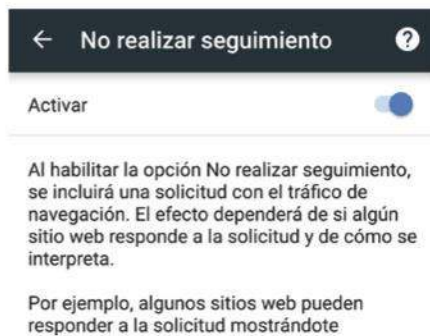 No realizar seguimiento
Activar
Al habilitar la opción No realizar seguimiento,
se incluirá una solicitud con el tráfico de
navegación. El efecto dependerá de si algún
sitio web responde a la solicitud y de cómo se
interpreta.
Por ejemplo, algunos sitios web pueden
responder a la solicitud mostrándote